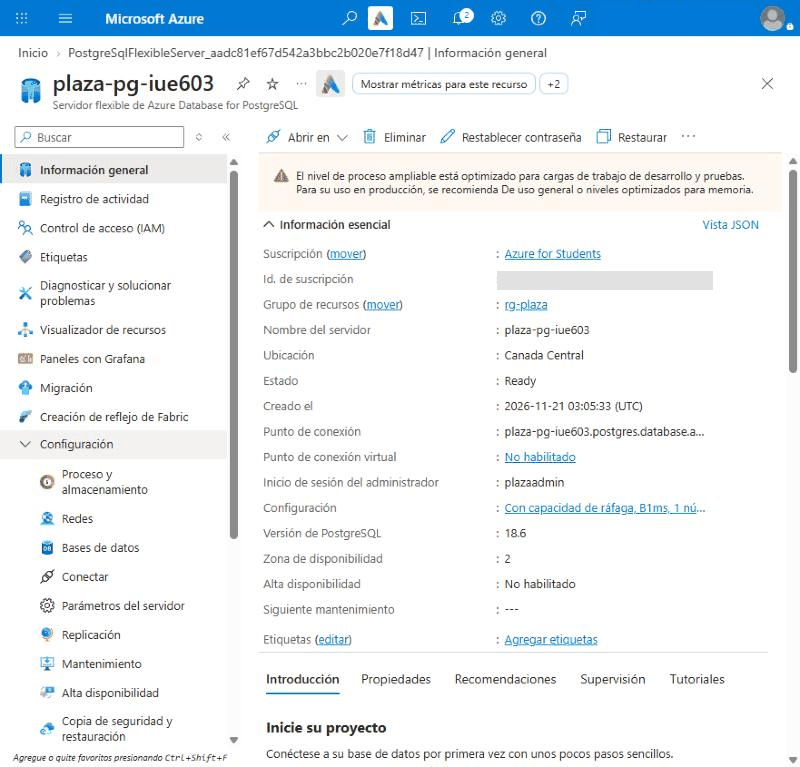 Microsoft Azure
2
Inicio > PostgreSqlFlexibleServer_aadc81ef67d542a3bbc2b020e7f18d47 | Información general
plaza-pg-iue603
Mostrar métricas para este recurso
+2
Servidor flexible de Azure Database for PostgreSQL
Buscar
Abrir en
Eliminar
Restablecer contraseña
Restaurar
Información general
Registro de actividad
Control de acceso (IAM)
Etiquetas
Diagnosticar y solucionar
problemas
Visualizador de recursos
Paneles con Grafana
Migración
Creación de reflejo de Fabric
Configuración
Proceso y
almacenamiento
Redes
Bases de datos
Conectar
Parámetros del servidor
Replicación
Mantenimiento
Alta disponibilidad
Copia de seguridad y
restauración
Agregue o quite favoritos presionando Ctrl+Shift+F
El nivel de proceso ampliable está optimizado para cargas de trabajo de desarrollo y pruebas.
Para su uso en producción, se recomienda De uso general o niveles optimizados para memoria.
Información esencial
Vista JSON
Suscripción (mover) : Azure for Students
Id. de suscripción
Grupo de recursos (mover) : rg-plaza
Nombre del servidor : plaza-pg-iue603
Ubicación : Canada Central
Estado : Ready
Creado el : 2026-11-21 03:05:33 (UTC)
Punto de conexión : plaza-pg-iue603.postgres.database.a...
Punto de conexión virtual : No habilitado
Inicio de sesión del administrador : plazaadmin
Configuración : Con capacidad de ráfaga, B1ms, 1 nú...
Versión de PostgreSQL : 18.6
Zona de disponibilidad : 2
Alta disponibilidad : No habilitado
Siguiente mantenimiento : ---
Etiquetas (editar) : Agregar etiquetas
Introducción Propiedades Recomendaciones Supervisión Tutoriales
Inicie su proyecto
Conéctese a su base de datos por primera vez con unos pocos pasos sencillos.